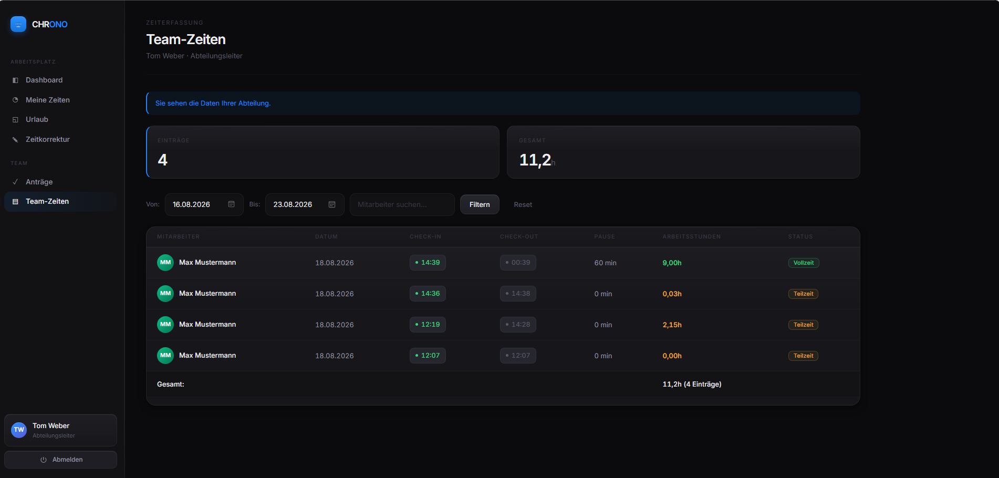 CHRONO
ARBEITSPLATZ
Dashboard
Meine Zeiten
Urlaub
Zeitkorrektur
TEAM
Anträge
Team-Zeiten
Tom Weber
TW
Abteilungsleiter
Abmelden
ZEITERFASSUNG
Team-Zeiten
Tom Weber · Abteilungsleiter
Sie sehen die Daten Ihrer Abteilung.
EINTRÄGE
4
GESAMT
11,2h
Von: 16.08.2026 Bis: 23.08.2026 Mitarbeiter suchen... Filtern Reset
MITARBEITER DATUM CHECK-IN CHECK-OUT PAUSE ARBEITSSTUNDEN STATUS
MM Max Mustermann 18.08.2026 14:39 00:39 60 min 9,00h Vollzeit
MM Max Mustermann 18.08.2026 14:36 14:38 0 min 0,03h Teilzeit
MM Max Mustermann 18.08.2026 12:19 14:28 0 min 2,15h Teilzeit
MM Max Mustermann 18.08.2026 12:07 12:07 0 min 0,00h Teilzeit
Gesamt: 11,2h (4 Einträge)